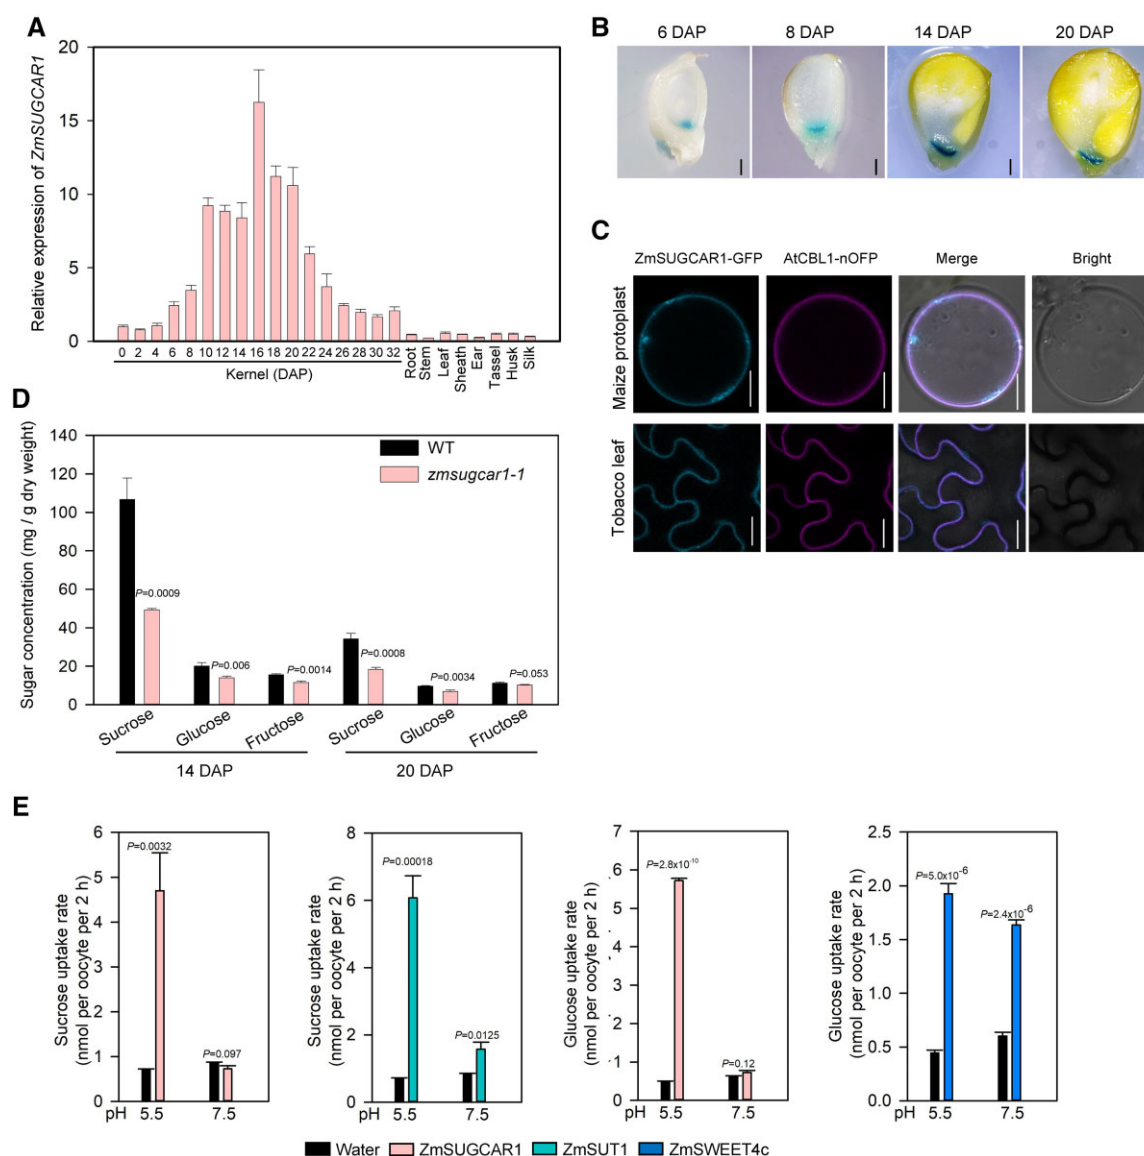 A
Relative expression of ZmSUGCAR1
20
15
10
5
0
0 2 4 6 8 10 12 14 16 18 20 22 24 26 28 30 32
Root
Stem
Leaf
Sheath
Ear
Tassel
Husk
Silk
Kernel (DAP)
B
6 DAP 8 DAP 14 DAP 20 DAP
C
ZmSUGCAR1-GFP AtCBL1-nOFP Merge Bright
Maize protoplast
Tobacco leaf
D
Sugar concentration (mg / g dry weight)
140
120
100
80
60
40
20
0
WT
zmsugcar1-1
P=0.0009
P=0.006
P=0.0014
P=0.0008
P=0.0034
P=0.053
Sucrose Glucose Fructose Sucrose Glucose Fructose
14 DAP 20 DAP
E
Sucrose uptake rate
(nmol per oocyte per 2 h)
6
5
4
3
2
1
0
P=0.0032
P=0.097
pH 5.5 7.5
Sucrose uptake rate
(nmol per oocyte per 2 h)
8
6
4
2
0
P=0.00018
P=0.0125
pH 5.5 7.5
Glucose uptake rate
(nmol per oocyte per 2 h)
7
6
5
4
3
2
1
0
P=2.8x10⁻¹⁰
P=0.12
pH 5.5 7.5
Glucose uptake rate
(nmol per oocyte per 2 h)
2.5
2.0
1.5
1.0
0.5
0
P=5.0x10⁻⁶
P=2.4x10⁻⁶
pH 5.5 7.5
Water ZmSUGCAR1 ZmSUT1 ZmSWEET4c